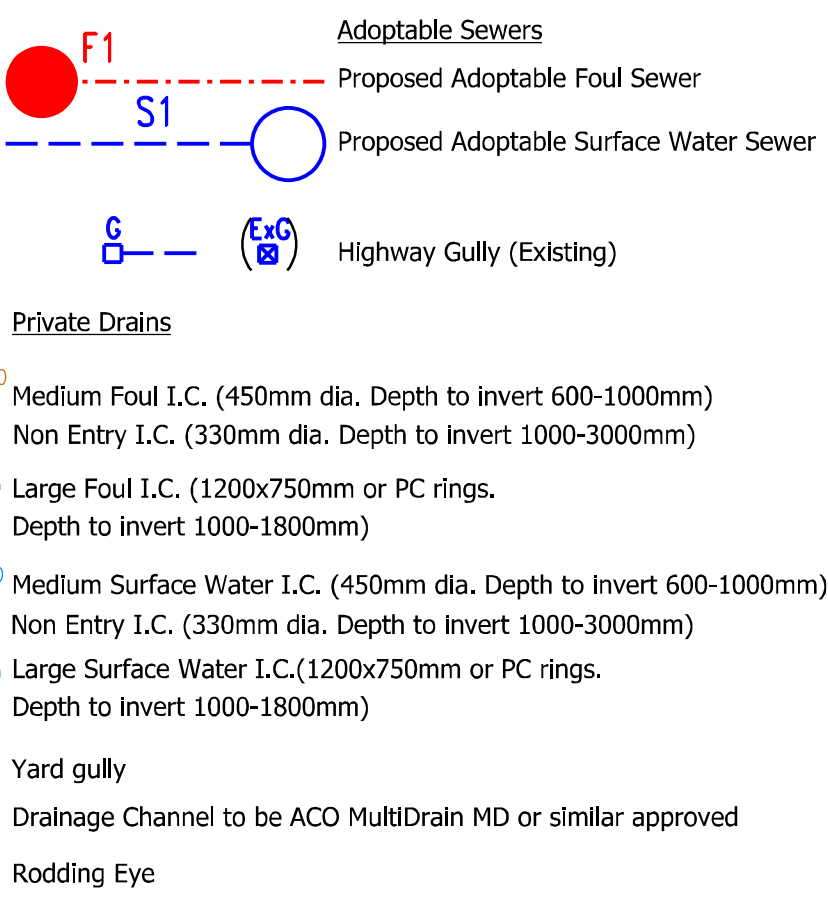 Adoptable Sewers
F1
Proposed Adoptable Foul Sewer
S1
Proposed Adoptable Surface Water Sewer
G (ExG)
Highway Gully (Existing)
Private Drains
Medium Foul I.C. (450mm dia. Depth to invert 600-1000mm)
Non Entry I.C. (330mm dia. Depth to invert 1000-3000mm)
Large Foul I.C. (1200x750mm or PC rings.
Depth to invert 1000-1800mm)
Medium Surface Water I.C. (450mm dia. Depth to invert 600-1000mm)
Non Entry I.C. (330mm dia. Depth to invert 1000-3000mm)
Large Surface Water I.C.(1200x750mm or PC rings.
Depth to invert 1000-1800mm)
Yard gully
Drainage Channel to be ACO MultiDrain MD or similar approved
Rodding Eye